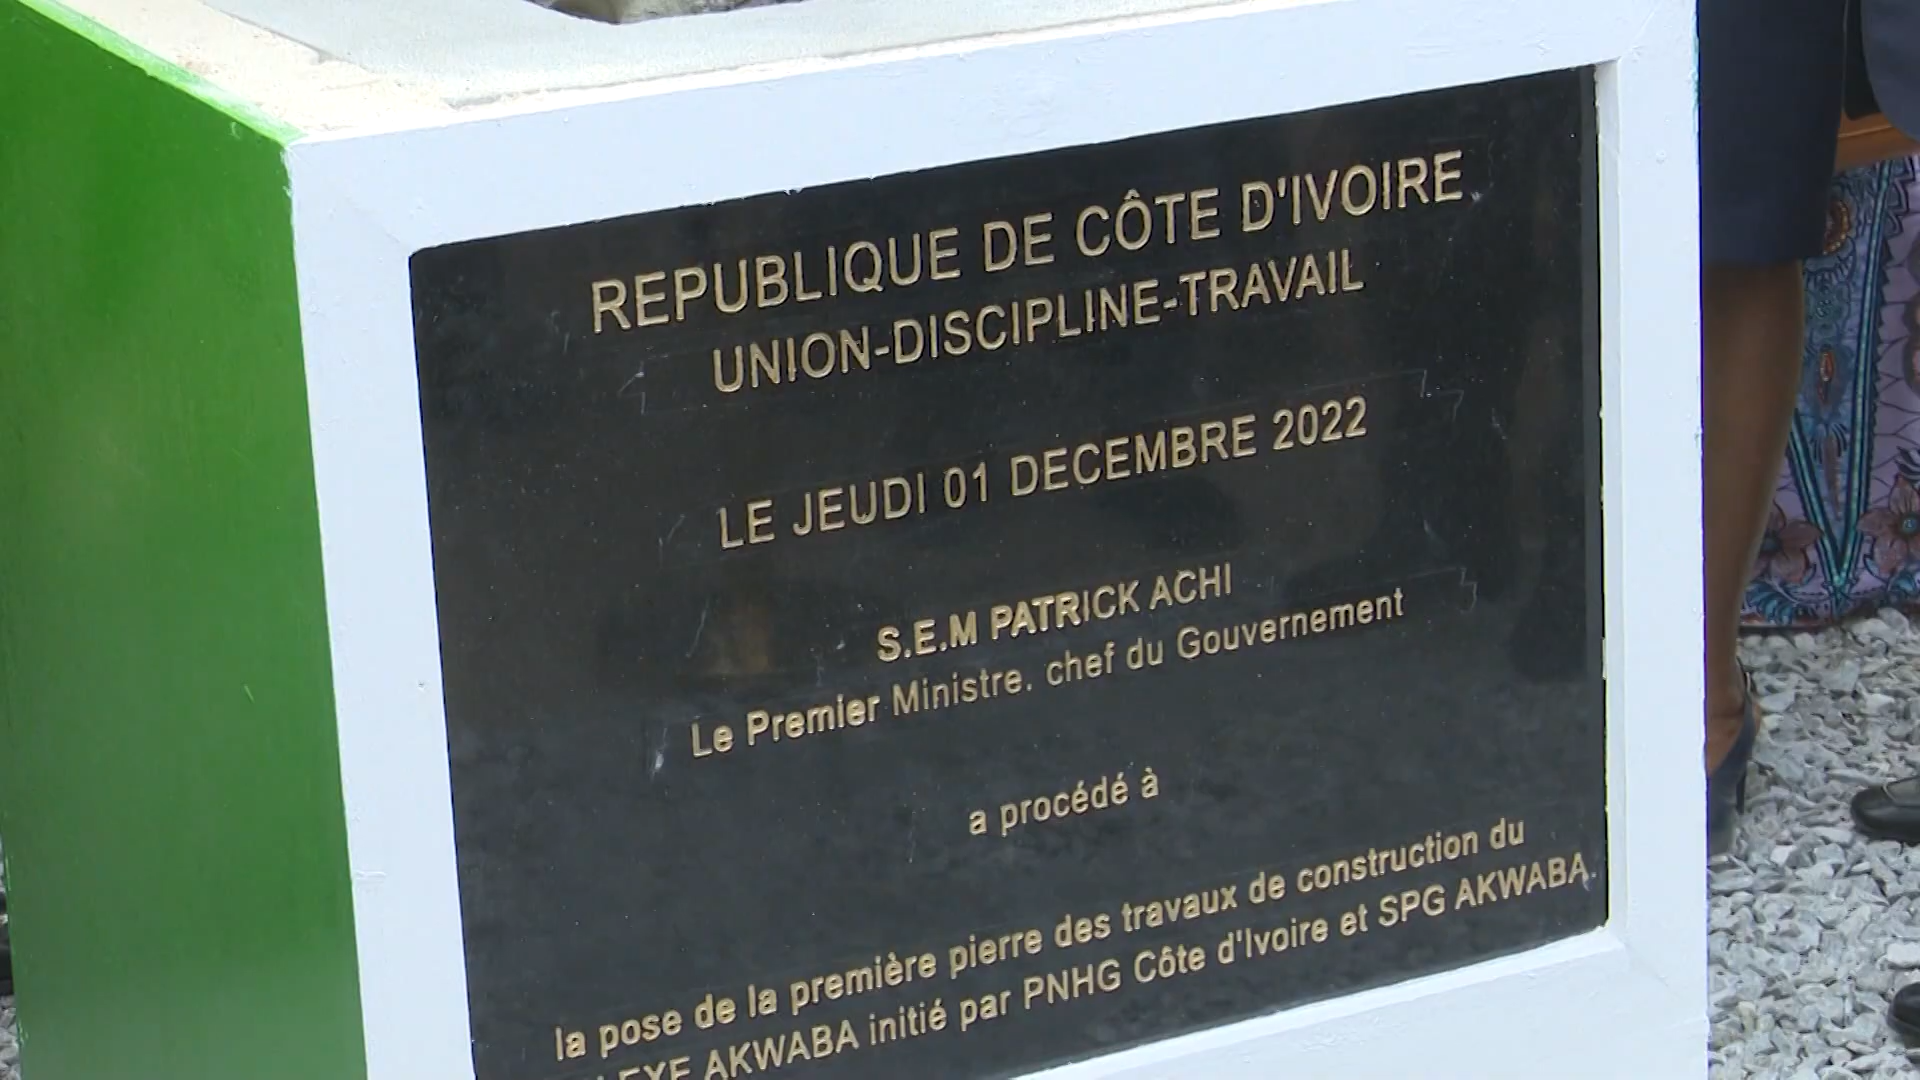 REPUBLIQUE DE CÔTE D'IVOIRE
UNION-DISCIPLINE-TRAVAIL
LE JEUDI 01 DECEMBRE 2022
S.E.M PATRICK ACHI
Le Premier Ministre. chef du Gouvernement
a procédé à
la pose de la première pierre des travaux de construction du
AKWABA initié par PNHG Côte d'Ivoire et SPG AKWABA.